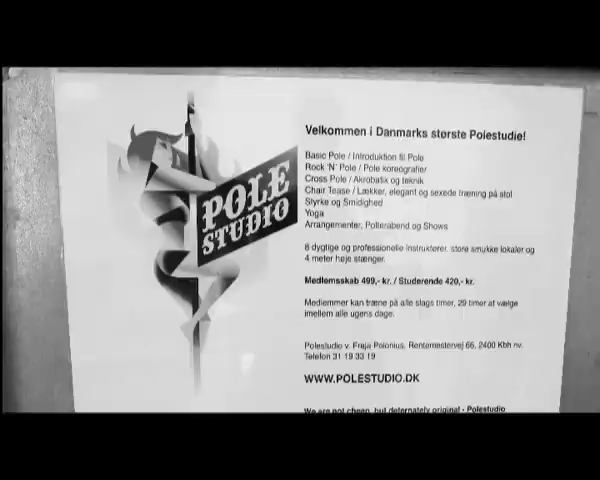 POLE
STUDIO
Velkommen i Danmarks største Polestudie!
Basic Pole / Introduktion til Pole
Rock 'N' Pole / Pole koreografier
Cross Pole / Akrobatik og teknik
Chair Tease / Lækker, elegant og sexede træning på stol
Styrke og Smidighed
Yoga
Arrangementer, Polterabend og Shows
8 dygtige og professionelle instruktører, store smukke lokaler og
4 meter høje stænger.
Medlemsskab 499,- kr. / Studerende 420,- kr.
Medlemmer kan træne på alle slags timer, 29 timer at vælge
imellem alle ugens dage.
Polestudio v. Freja Polonius, Rentemestervej 66, 2400 Kbh nv.
Telefon 31 19 33 19
WWW.POLESTUDIO.DK
We are not cheap, but deternately original - Polestudio